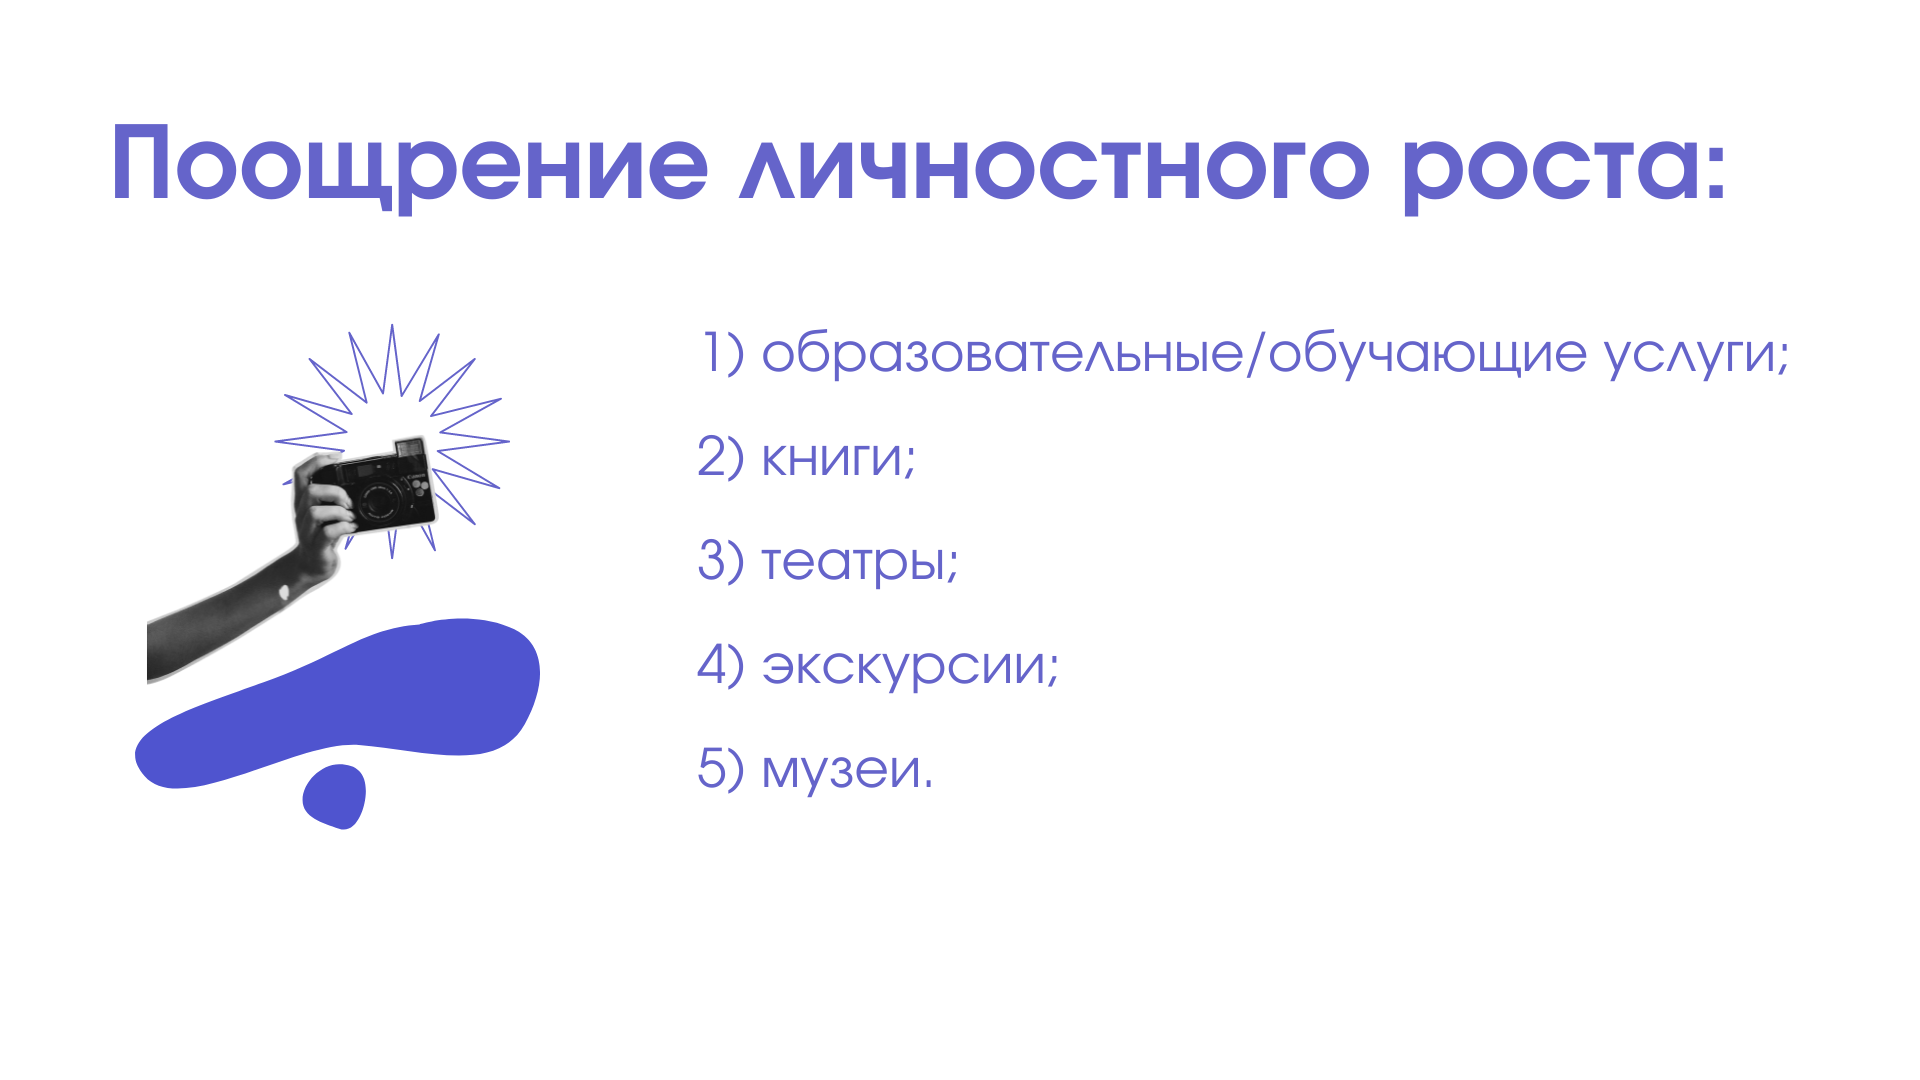 Поощрение личностного роста:
1) образовательные/обучающие услуги;
2) книги;
3) театры;
4) экскурсии;
5) музеи.